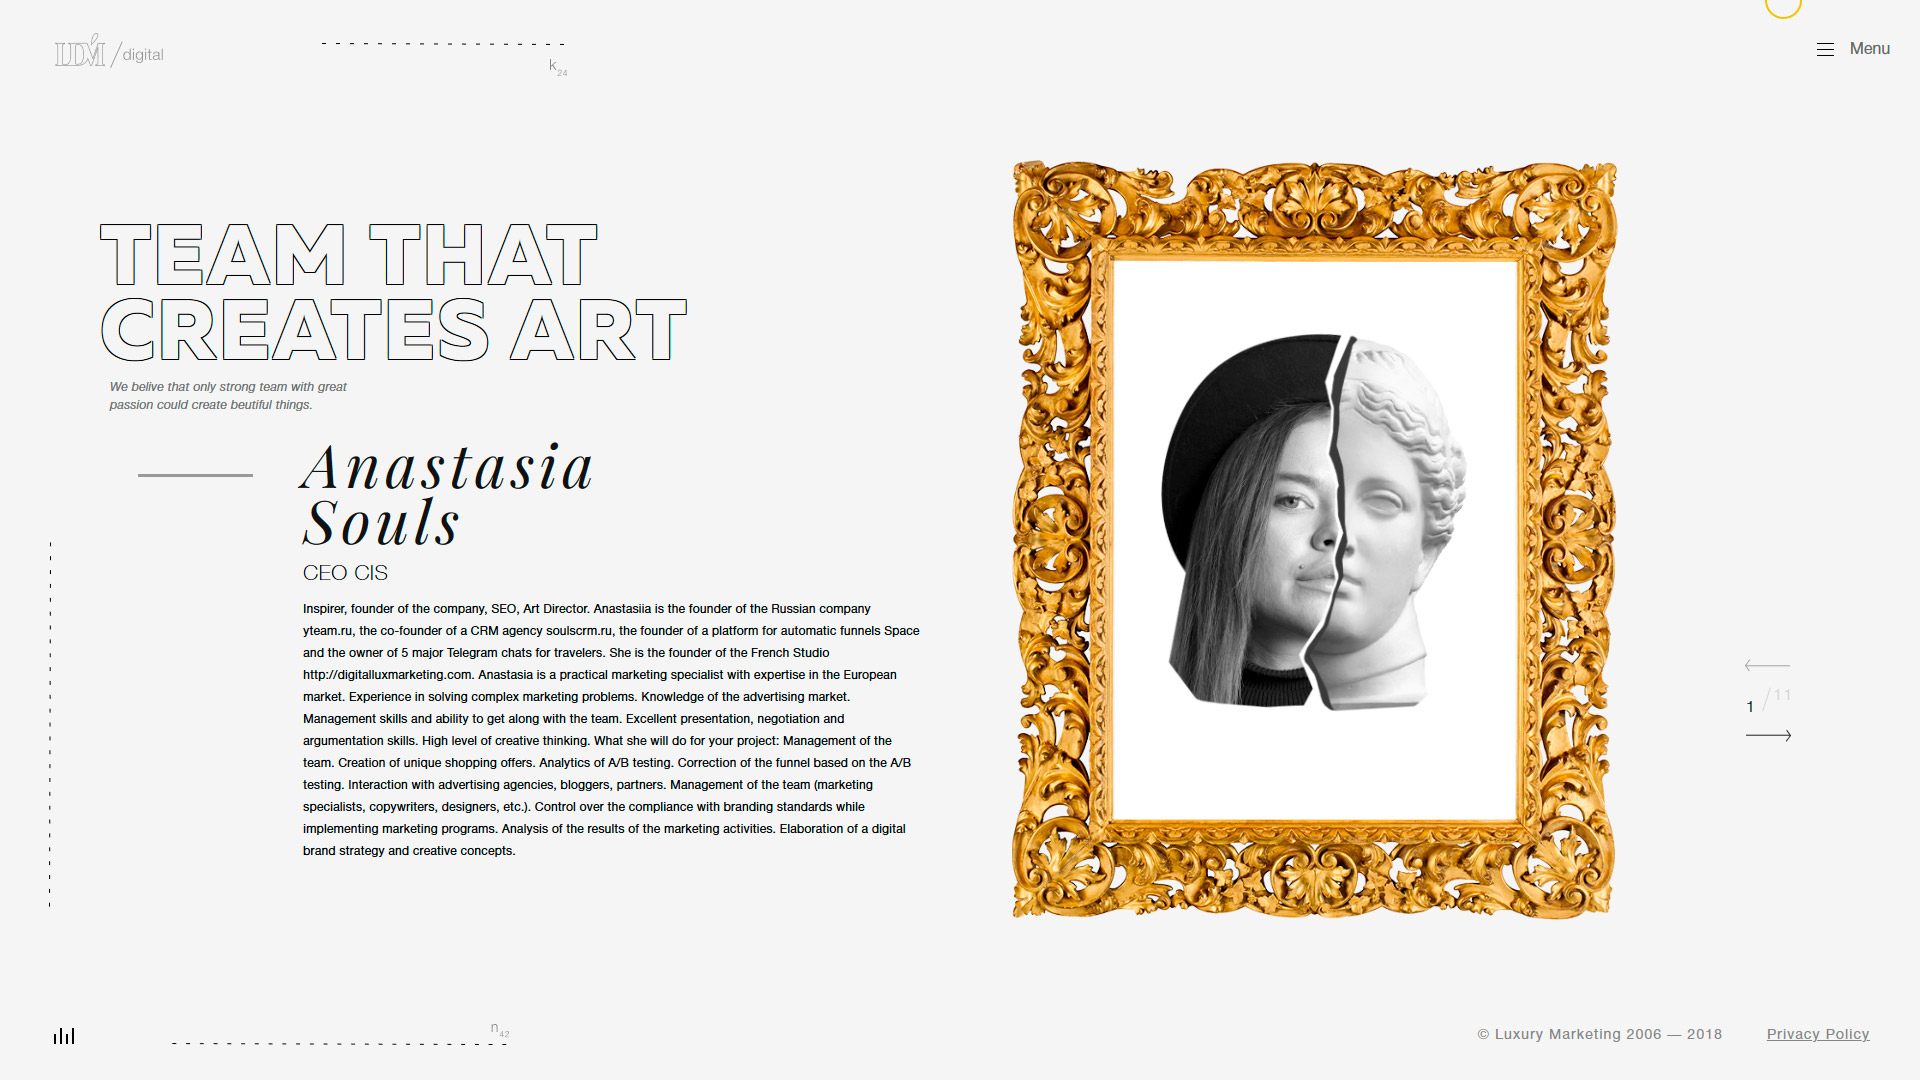 LDM/digital
k24
Menu
TEAM THAT
CREATES ART
We belive that only strong team with great
passion could create beutiful things.
Anastasia
Souls
CEO CIS
Inspirer, founder of the company, SEO, Art Director. Anastasiia is the founder of the Russian company
yteam.ru, the co-founder of a CRM agency soulscrm.ru, the founder of a platform for automatic funnels Space
and the owner of 5 major Telegram chats for travelers. She is the founder of the French Studio
http://digitalluxmarketing.com. Anastasia is a practical marketing specialist with expertise in the European
market. Experience in solving complex marketing problems. Knowledge of the advertising market.
Management skills and ability to get along with the team. Excellent presentation, negotiation and
argumentation skills. High level of creative thinking. What she will do for your project: Management of the
team. Creation of unique shopping offers. Analytics of A/B testing. Correction of the funnel based on the A/B
testing. Interaction with advertising agencies, bloggers, partners. Management of the team (marketing
specialists, copywriters, designers, etc.). Control over the compliance with branding standards while
implementing marketing programs. Analysis of the results of the marketing activities. Elaboration of a digital
brand strategy and creative concepts.
1 /11
n42
© Luxury Marketing 2006 — 2018
Privacy Policy